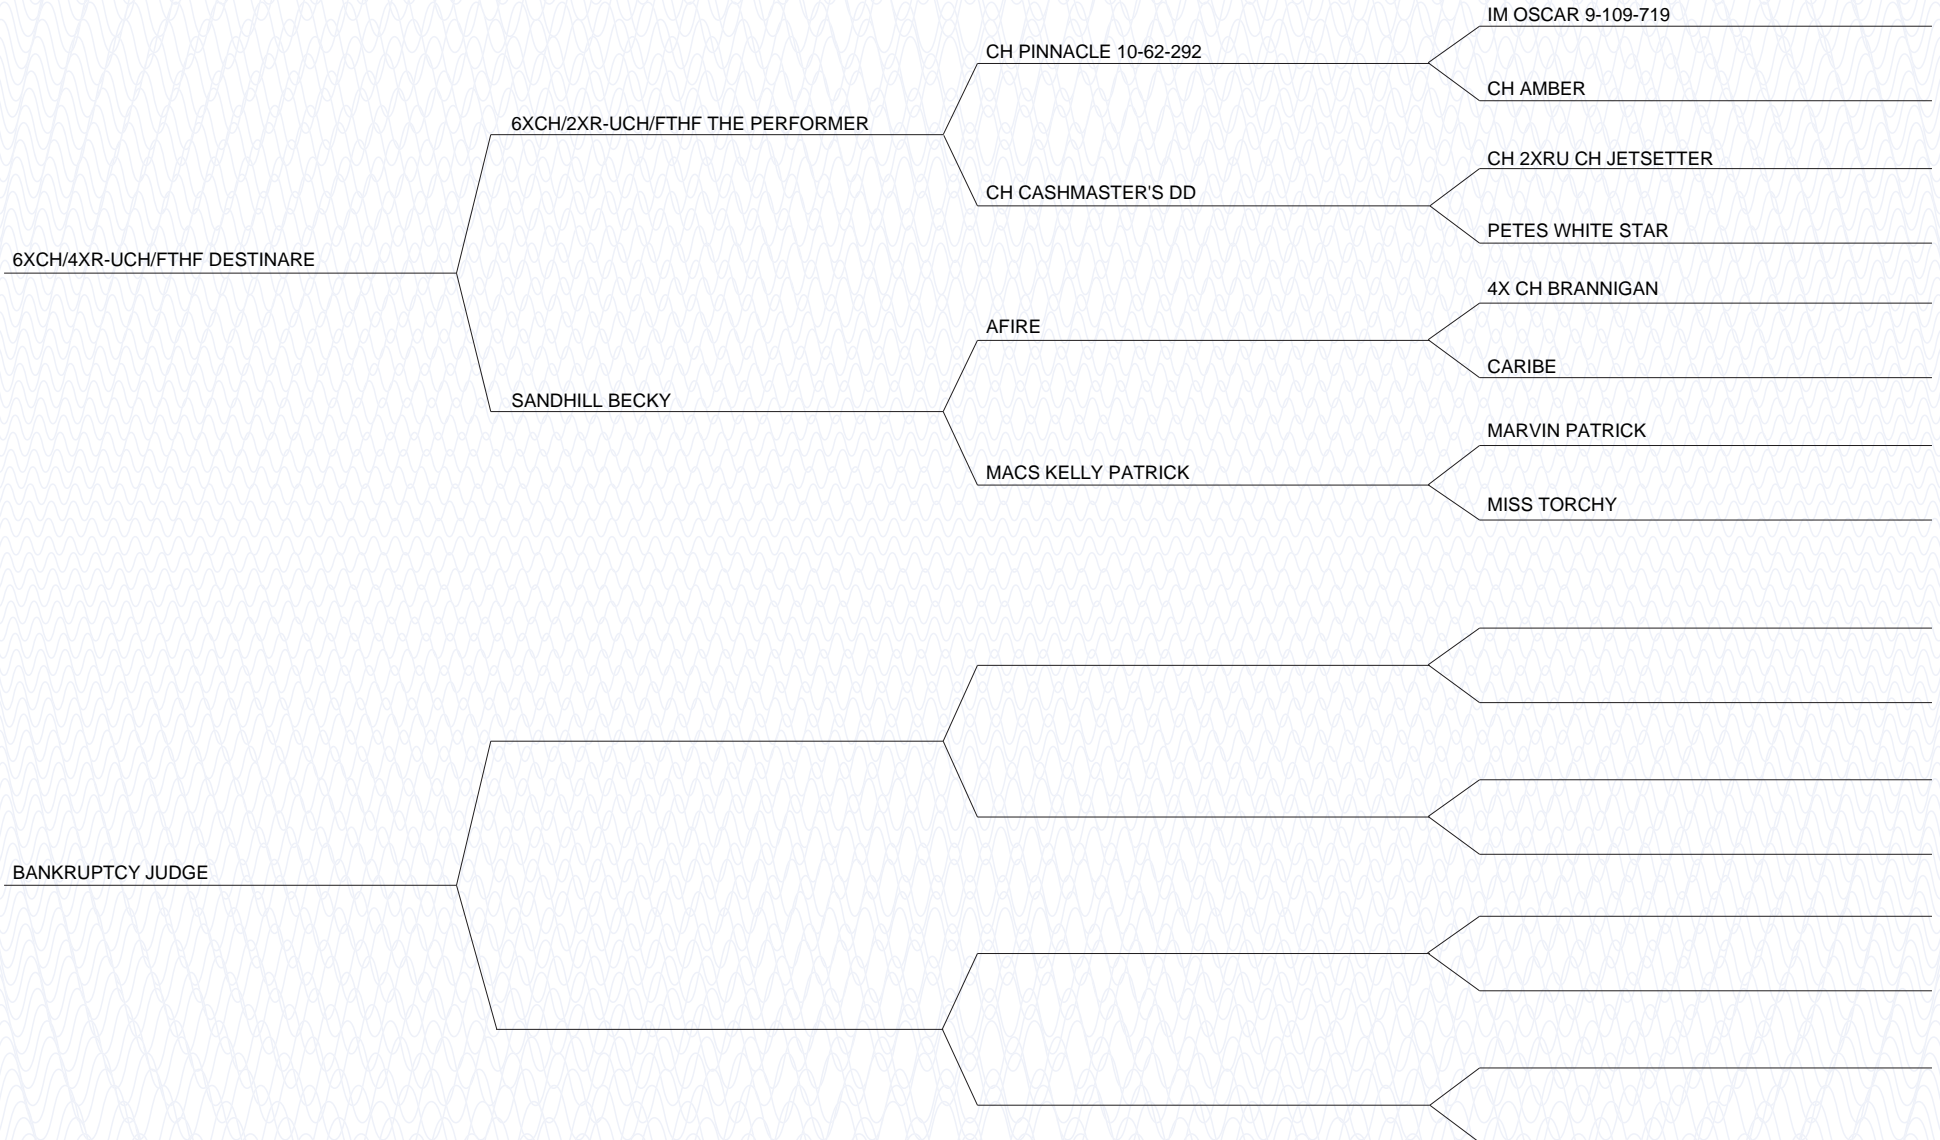 IM OSCAR 9-109-719
CH PINNACLE 10-62-292
CH AMBER
6XCH/2XR-UCH/FTHF THE PERFORMER
CH 2XRU CH JETSETTER
CH CASHMASTER'S DD
PETES WHITE STAR
6XCH/4XR-UCH/FTHF DESTINARE
4X CH BRANNIGAN
AFIRE
CARIBE
SANDHILL BECKY
MARVIN PATRICK
MACS KELLY PATRICK
MISS TORCHY
BANKRUPTCY JUDGE